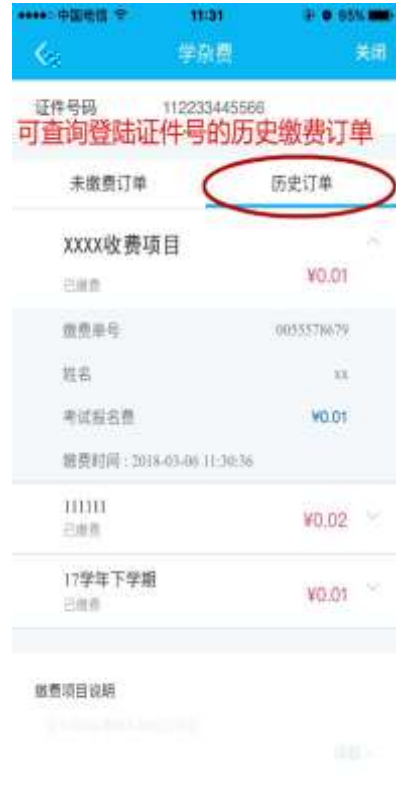 中国电信 11:31 95%
学杂费 关闭
证件号码 112233445566
可查询登陆证件号的历史缴费订单
未缴费订单 历史订单
XXXX收费项目
已缴费 ¥0.01
缴费单号 0055578679
姓名 xx
考试报名费 ¥0.01
缴费时间：2018-03-06 11:30:36
111111
已缴费 ¥0.02
17学年下学期
已缴费 ¥0.01
缴费项目说明